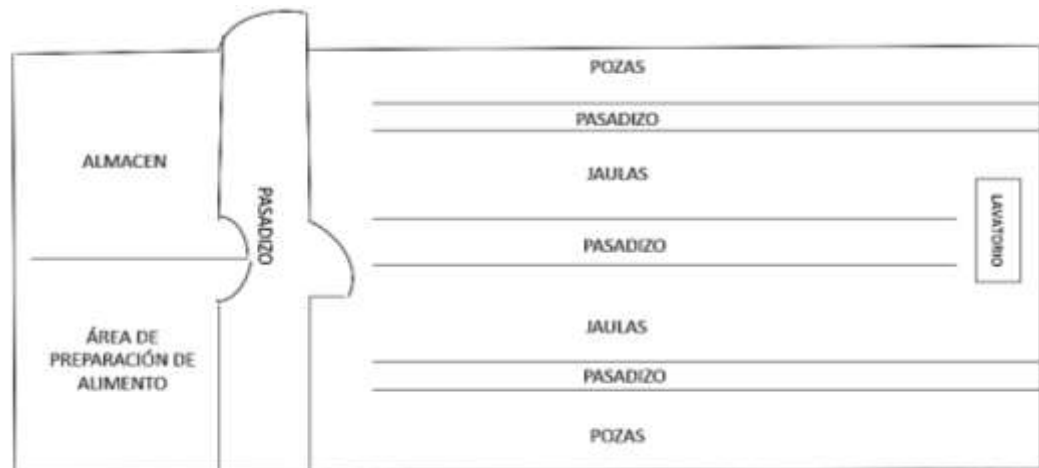 POZAS
PASADIZO
ALMACEN
JAULAS
PASADIZO
LAVATORIO
PASADIZO
JAULAS
ÁREA DE
PREPARACIÓN DE
ALIMENTO
PASADIZO
POZAS